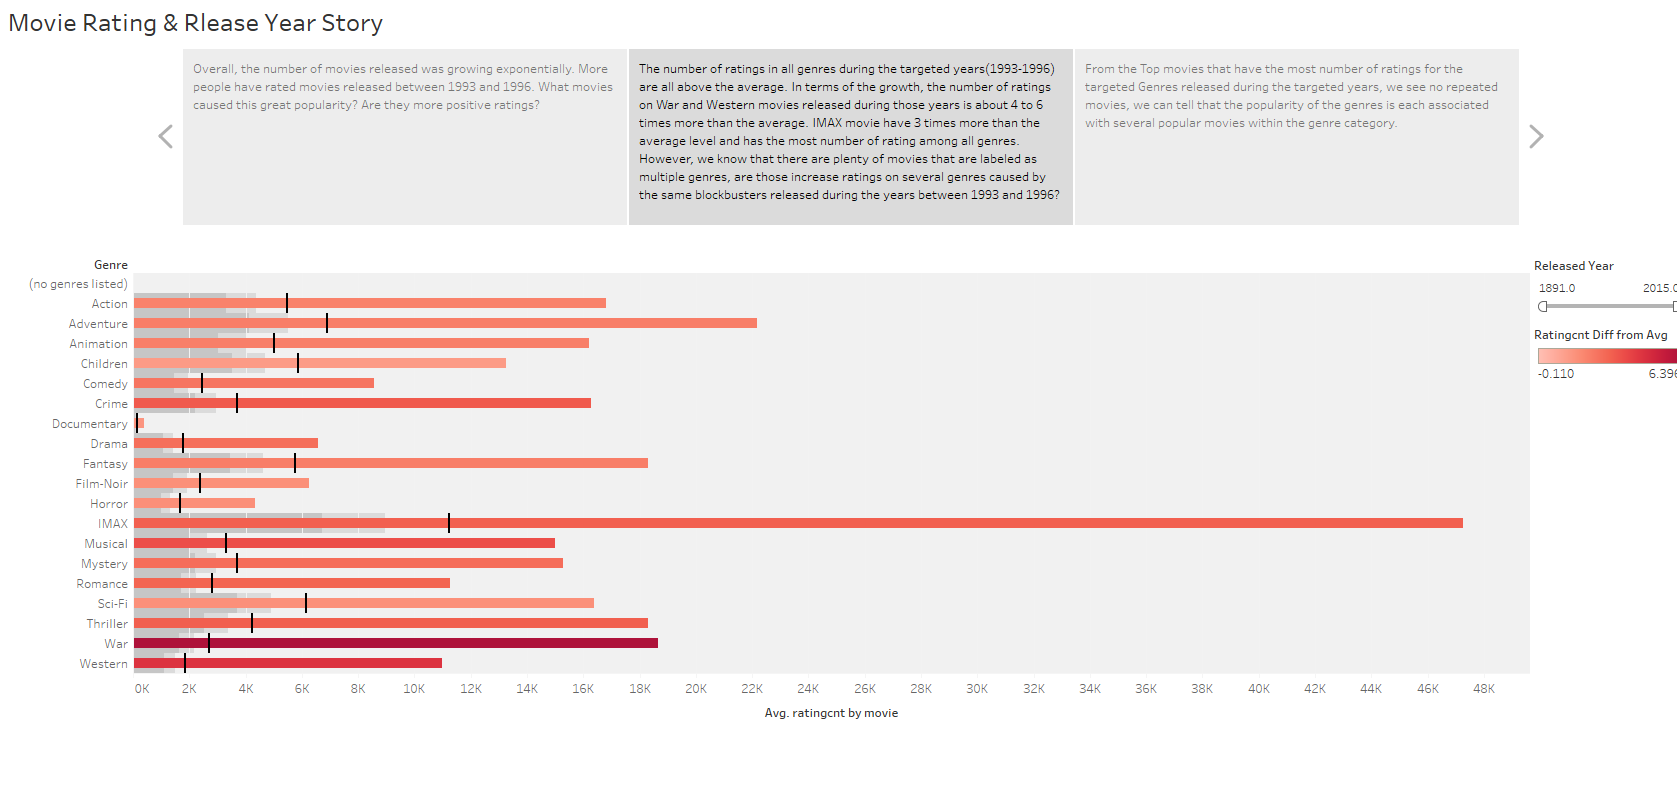 Movie Rating & Rlease Year Story
Overall, the number of movies released was growing exponentially. More
people have rated movies released between 1993 and 1996. What movies
caused this great popularity? Are they more positive ratings?
The number of ratings in all genres during the targeted years(1993-1996)
are all above the average. In terms of the growth, the number of ratings
on War and Western movies released during those years is about 4 to 6
times more than the average. IMAX movie have 3 times more than the
average level and has the most number of rating among all genres.
However, we know that there are plenty of movies that are labeled as
multiple genres, are those increase ratings on several genres caused by
the same blockbusters released during the years between 1993 and 1996?
From the Top movies that have the most number of ratings for the
targeted Genres released during the targeted years, we see no repeated
movies, we can tell that the popularity of the genres is each associated
with several popular movies within the genre category.
Genre
(no genres listed)
Action
Adventure
Animation
Children
Comedy
Crime
Documentary
Drama
Fantasy
Film-Noir
Horror
IMAX
Musical
Mystery
Romance
Sci-Fi
Thriller
War
Western
0K 2K 4K 6K 8K 10K 12K 14K 16K 18K 20K 22K 24K 26K 28K 30K 32K 34K 36K 38K 40K 42K 44K 46K 48K
Avg. ratingcnt by movie
Released Year
1891.0 2015.0
Ratingcnt Diff from Avg
-0.110 6.396